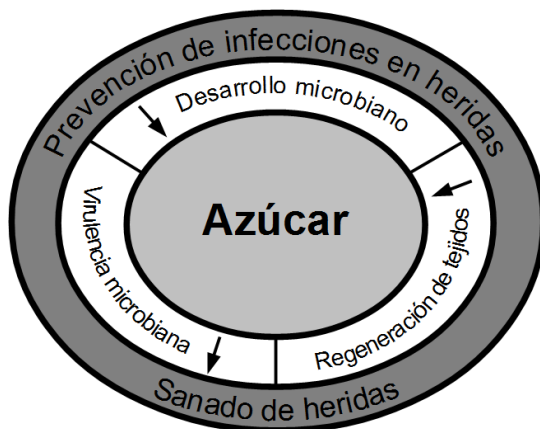 Prevención de infecciones en heridas
Desarrollo microbiano
Azúcar
Virulencia microbiana
Regeneración de tejidos
Sanado de heridas